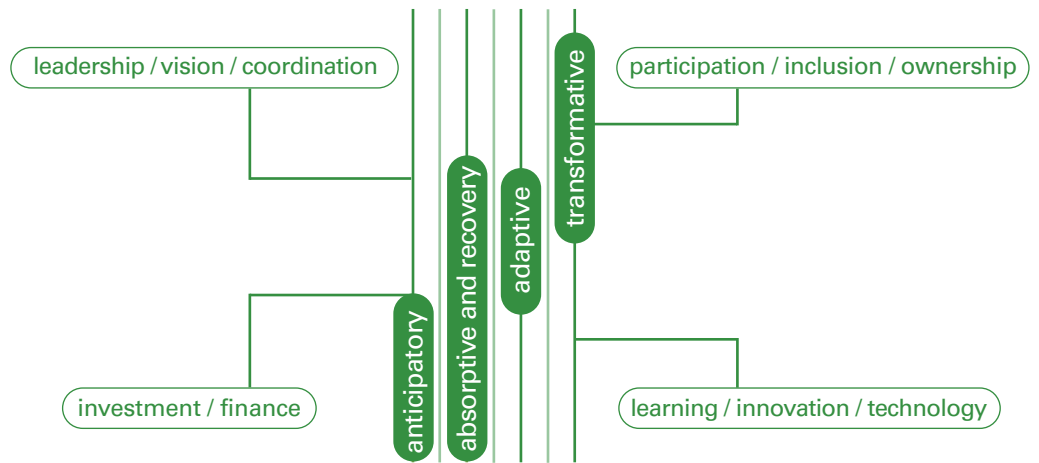 leadership / vision / coordination
participation / inclusion / ownership
anticipatory
absorptive and recovery
adaptive
transformative
investment / finance
learning / innovation / technology